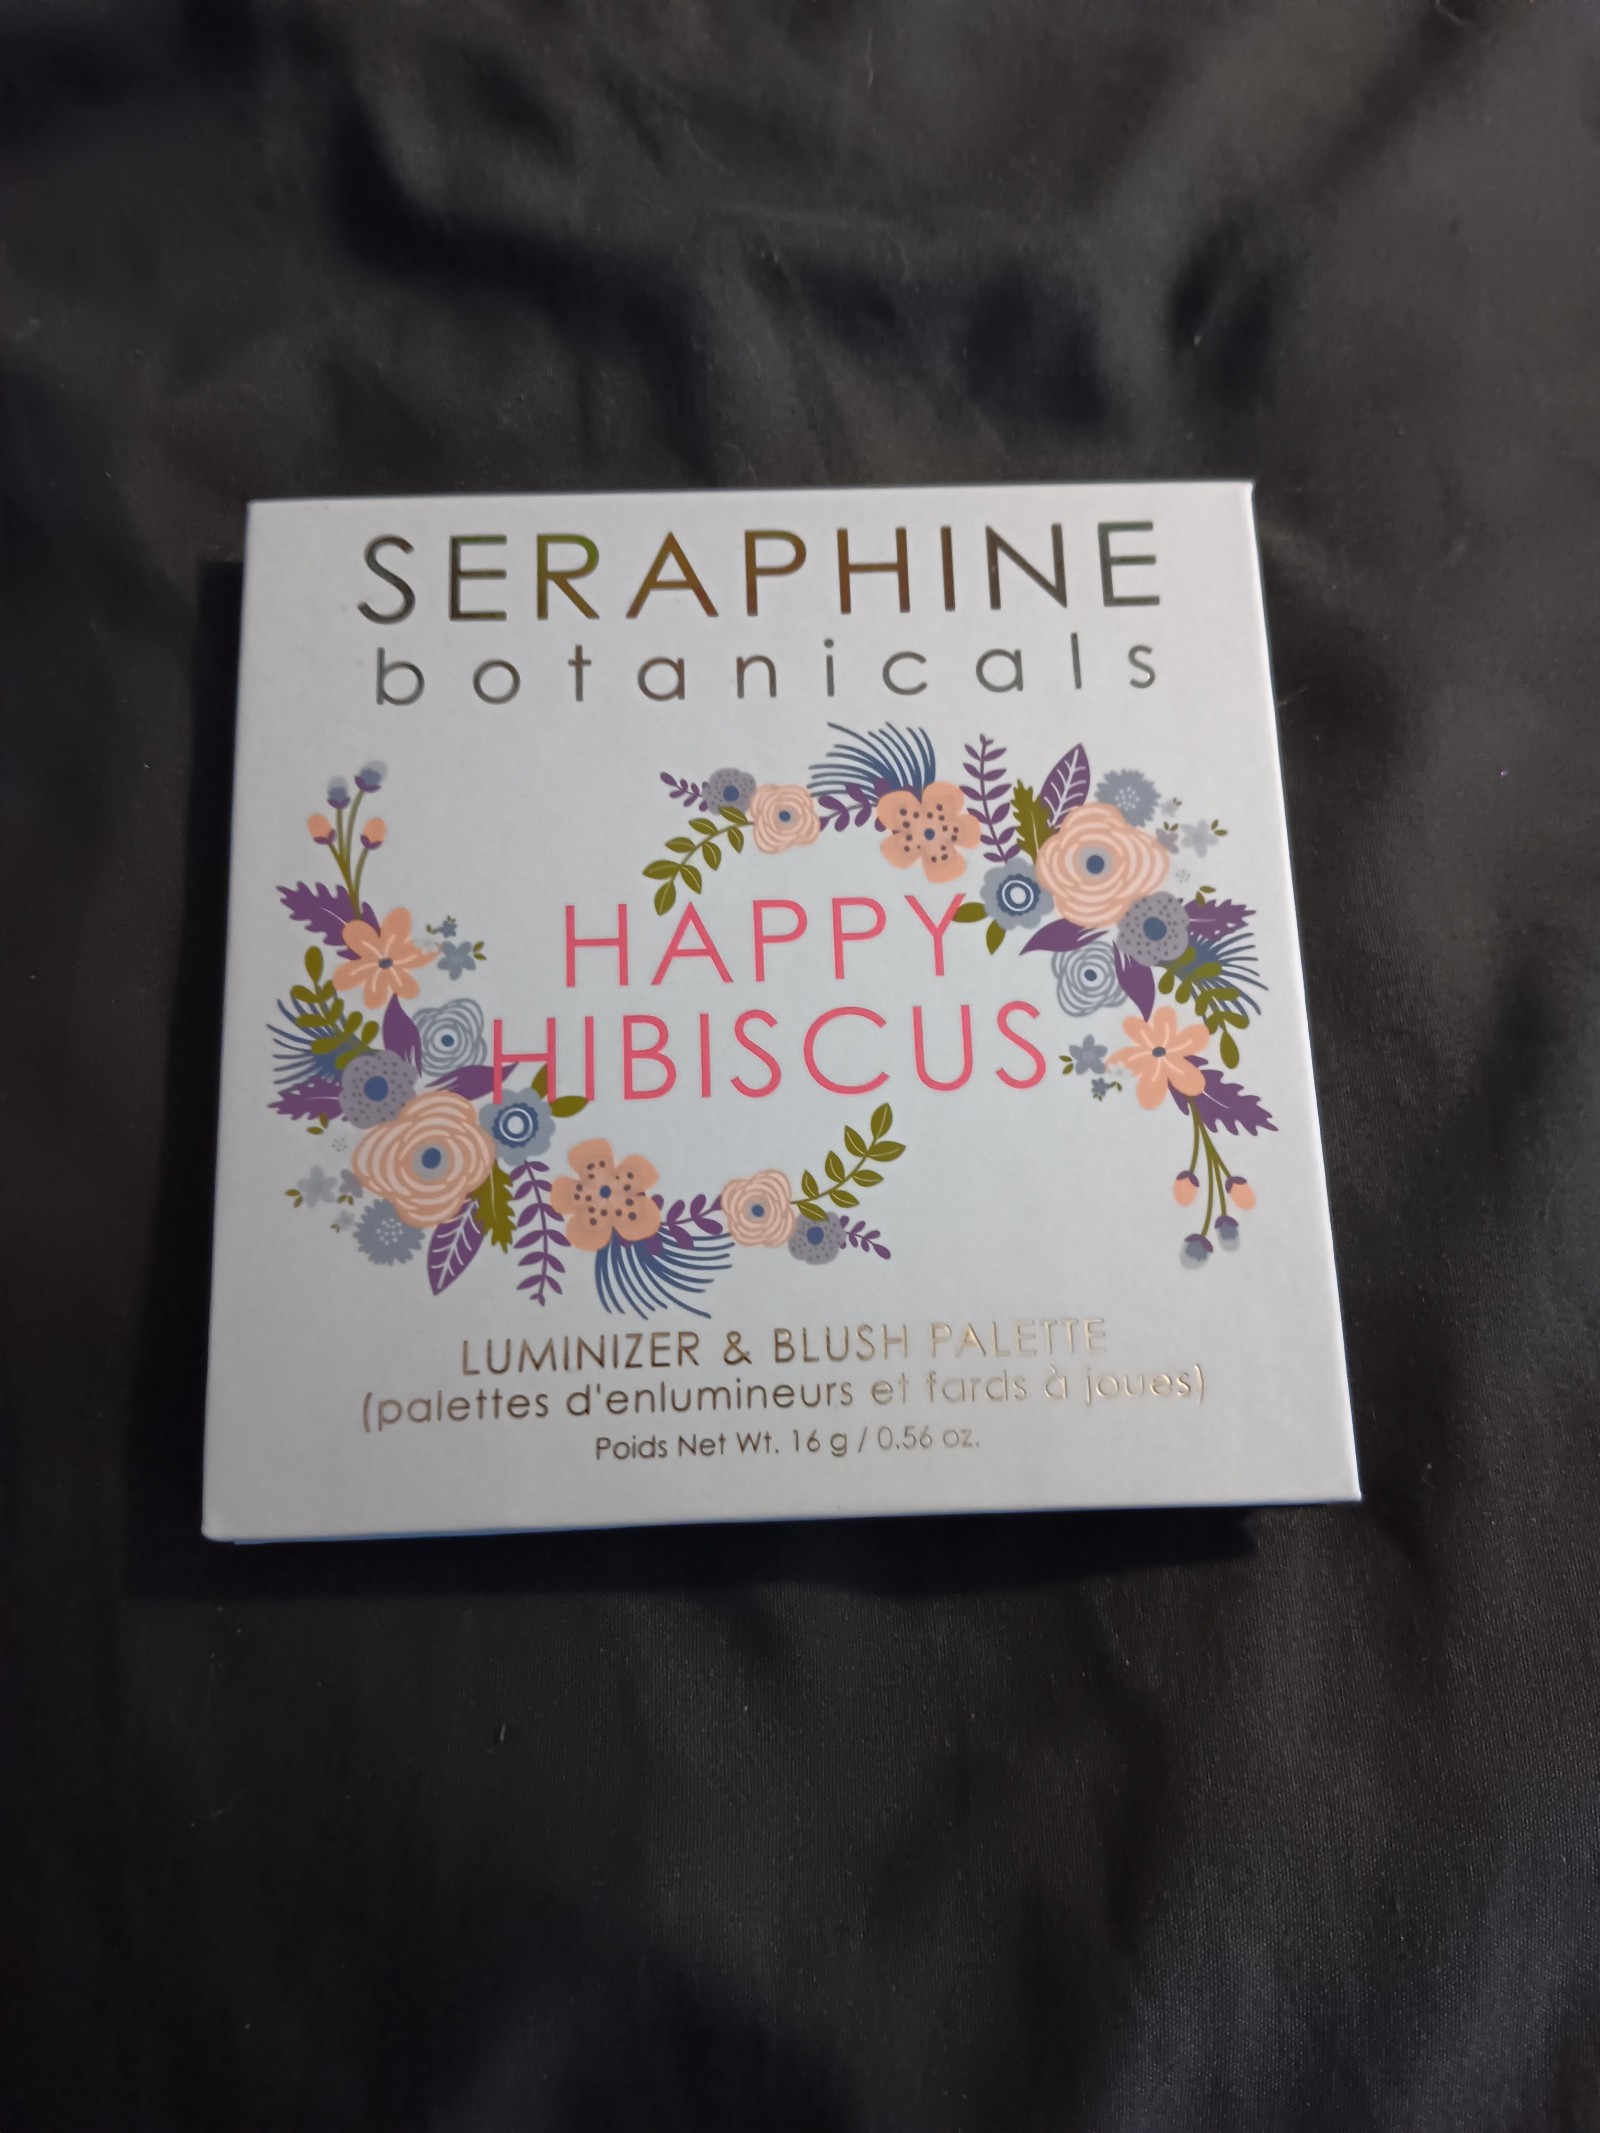 SERAPHINE
botanicals
HAPPY
HIBISCUS
LUMINIZER & BLUSH PALETTE
(palettes d'enlumineurs et fards à joues)
Poids Net Wt. 16 g / 0.56 oz.